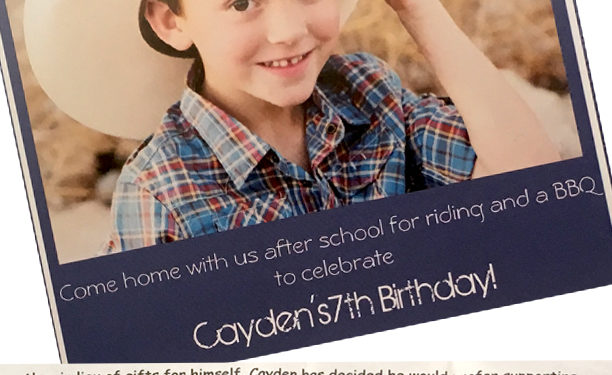 Come home with us after school for riding and a BBQ
to celebrate
Cayden's7th Birthday!
in lieu of gifts for himself, Cayden has decided he would